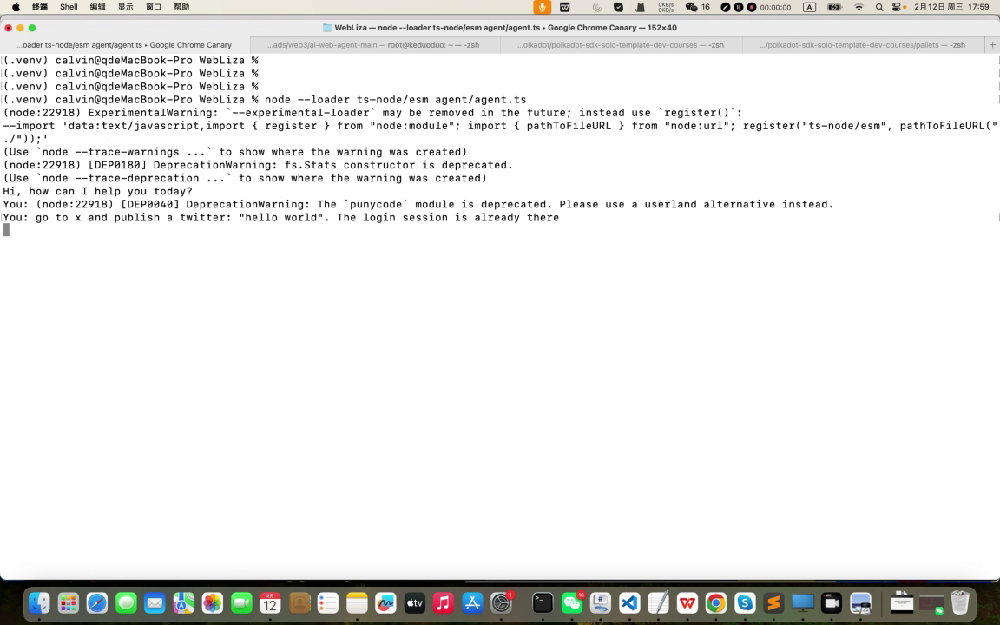 终端 Shell 编辑 显示 窗口 帮助 0KB/s 0KB/s 16 00:00:00 A 2月12日 周三 17:59
WebLiza — node --loader ts-node/esm agent/agent.ts ▸ Google Chrome Canary — 152×40
...oader ts-node/esm agent/agent.ts ▸ Google Chrome Canary ...ads/web3/ai-web-agent-main — root@keduoduo: ~ — -zsh ...olkadot/polkadot-sdk-solo-template-dev-courses — -zsh .../polkadot-sdk-solo-template-dev-courses/pallets — -zsh +
(.venv) calvin@qdeMacBook-Pro WebLiza %
(.venv) calvin@qdeMacBook-Pro WebLiza %
(.venv) calvin@qdeMacBook-Pro WebLiza %
(.venv) calvin@qdeMacBook-Pro WebLiza % node --loader ts-node/esm agent/agent.ts
(node:22918) ExperimentalWarning: `--experimental-loader` may be removed in the future; instead use `register()`:
--import 'data:text/javascript,import { register } from "node:module"; import { pathToFileURL } from "node:url"; register("ts-node/esm", pathToFileURL("
./"));'
(Use `node --trace-warnings ...` to show where the warning was created)
(node:22918) [DEP0180] DeprecationWarning: fs.Stats constructor is deprecated.
(Use `node --trace-deprecation ...` to show where the warning was created)
Hi, how can I help you today?
You: (node:22918) [DEP0040] DeprecationWarning: The `punycode` module is deprecated. Please use a userland alternative instead.
You: go to x and publish a twitter: "hello world". The login session is already there